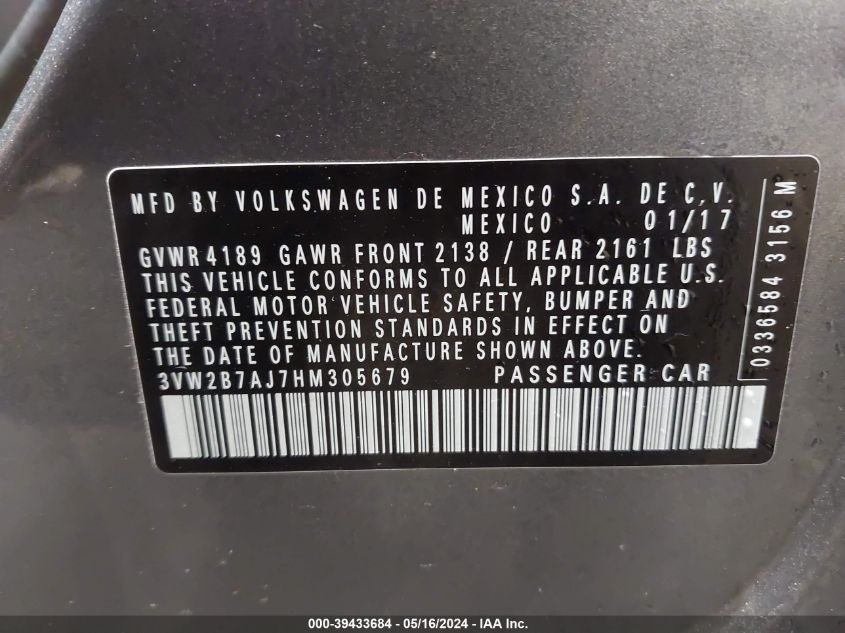 MFD BY VOLKSWAGEN DE MEXICO S.A. DE C.V.
MEXICO 01/17
GVWR 4189 GAWR FRONT 2138 / REAR 2161 LBS
THIS VEHICLE CONFORMS TO ALL APPLICABLE U.S.
FEDERAL MOTOR VEHICLE SAFETY, BUMPER AND
THEFT PREVENTION STANDARDS IN EFFECT ON
THE DATE OF MANUFACTURE SHOWN ABOVE.
3VW2B7AJ7HM305679 PASSENGER CAR
0336584 3156 M
000-39433684 - 05/16/2024 - IAA Inc.